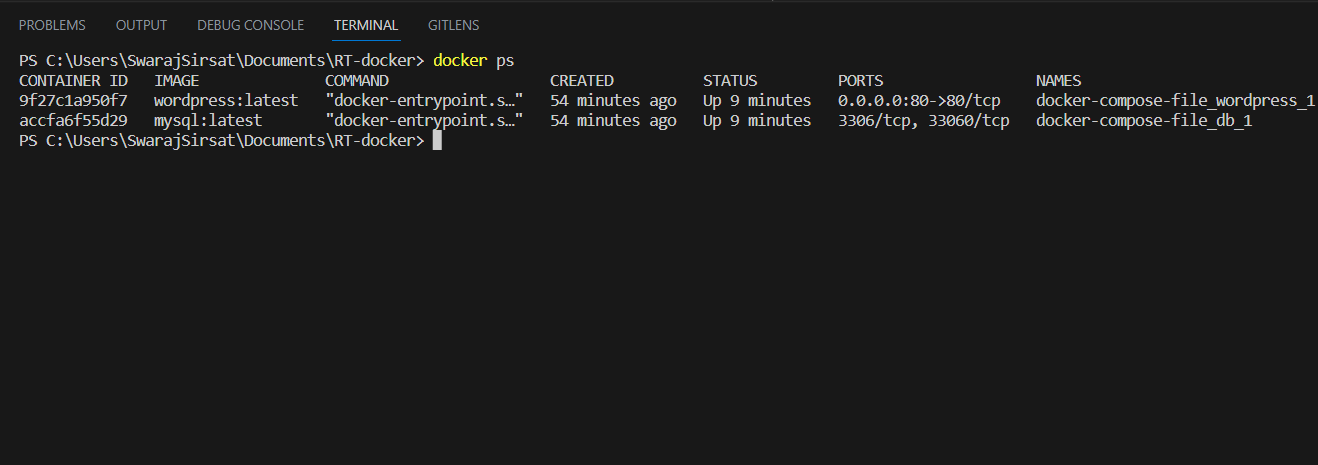 PROBLEMS OUTPUT DEBUG CONSOLE TERMINAL GITLENS
PS C:\Users\SwarajSirsat\Documents\RT-docker> docker ps
CONTAINER ID IMAGE COMMAND CREATED STATUS PORTS NAMES
9f27c1a950f7 wordpress:latest "docker-entrypoint.s…" 54 minutes ago Up 9 minutes 0.0.0.0:80->80/tcp docker-compose-file_wordpress_1
accfa6f55d29 mysql:latest "docker-entrypoint.s…" 54 minutes ago Up 9 minutes 3306/tcp, 33060/tcp docker-compose-file_db_1
PS C:\Users\SwarajSirsat\Documents\RT-docker>